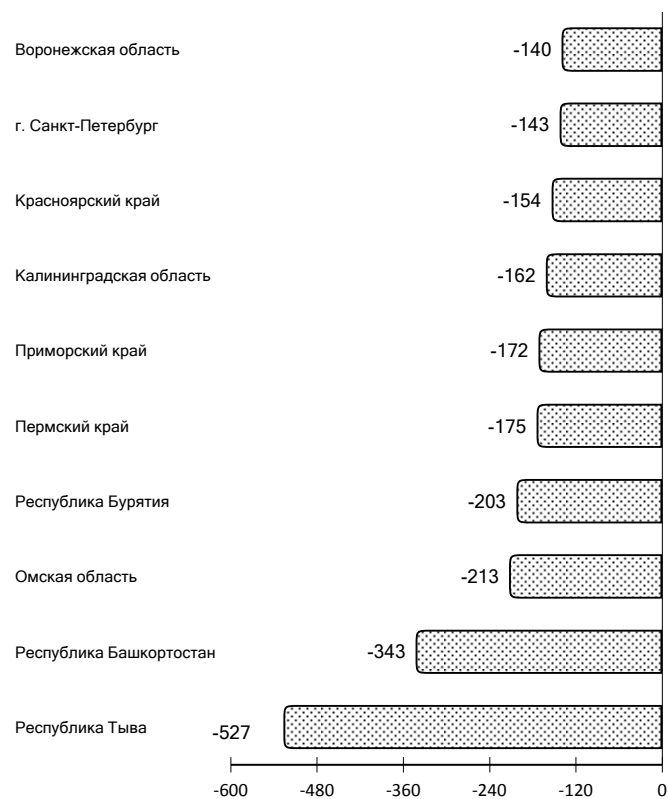 Воронежская область -140
г. Санкт-Петербург -143
Красноярский край -154
Калининградская область -162
Приморский край -172
Пермский край -175
Республика Бурятия -203
Омская область -213
Республика Башкортостан -343
Республика Тыва -527
-600 -480 -360 -240 -120 0